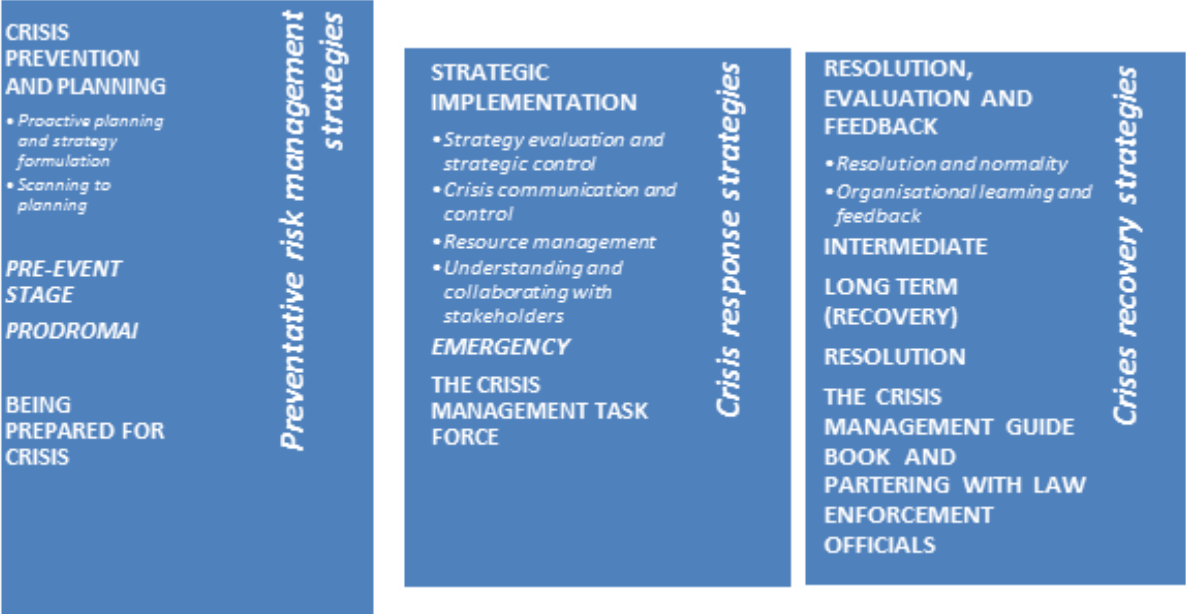 CRISIS
PREVENTION
AND PLANNING
• Proactive planning
and strategy
formulation
• Scanning to
planning
PRE-EVENT
STAGE
PRODROMAI
BEING
PREPARED FOR
CRISIS
Preventative risk management
strategies
STRATEGIC
IMPLEMENTATION
• Strategy evaluation and
strategic control
• Crisis communication and
control
• Resource management
• Understanding and
collaborating with
stakeholders
EMERGENCY
THE CRISIS
MANAGEMENT TASK
FORCE
Crisis response strategies
RESOLUTION,
EVALUATION AND
FEEDBACK
• Resolution and normality
• Organisational learning and
feedback
INTERMEDIATE
LONG TERM
(RECOVERY)
RESOLUTION
THE CRISIS
MANAGEMENT GUIDE
BOOK AND
PARTERING WITH LAW
ENFORCEMENT
OFFICIALS
Crises recovery strategies